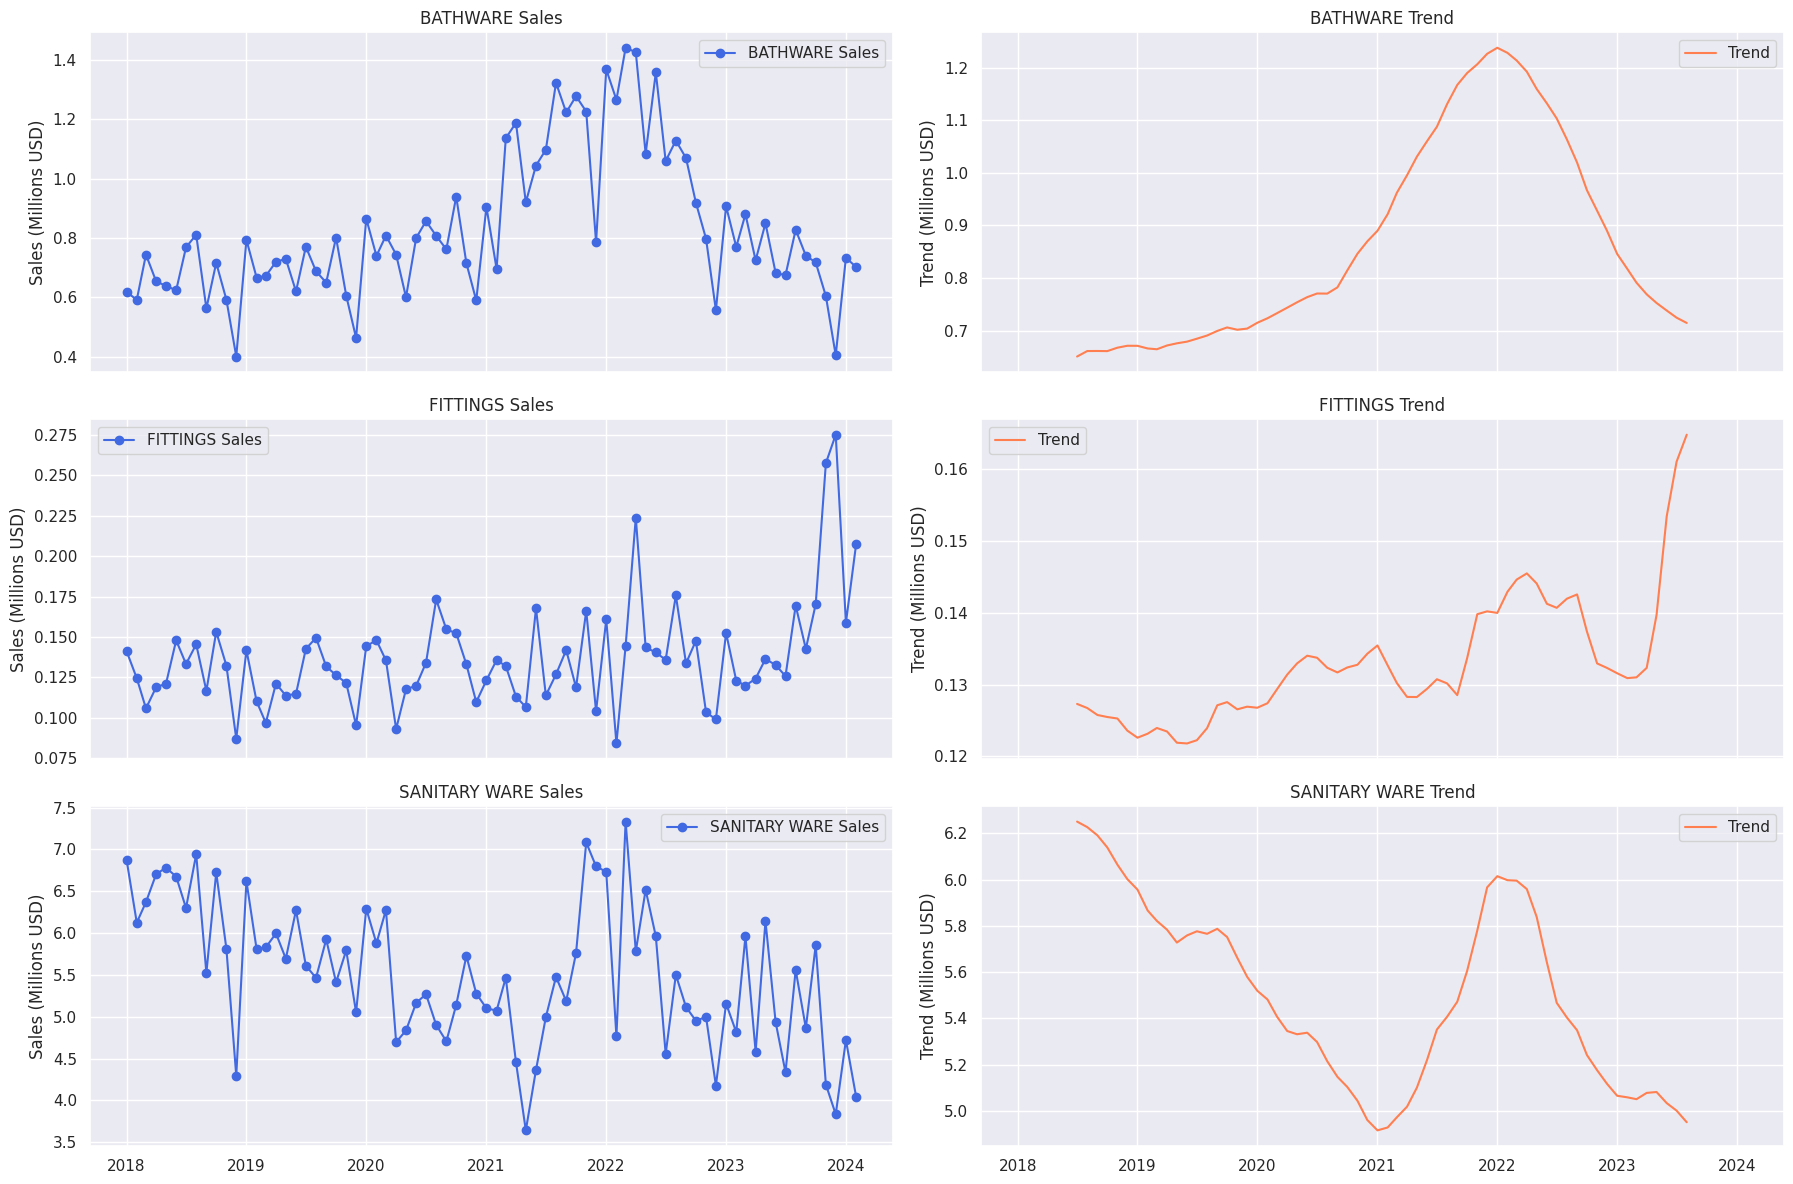 BATHWARE Sales
Sales (Millions USD)
1.4
1.2
1.0
0.8
0.6
0.4
BATHWARE Sales
BATHWARE Trend
Trend (Millions USD)
1.2
1.1
1.0
0.9
0.8
0.7
Trend
FITTINGS Sales
Sales (Millions USD)
0.275
0.250
0.225
0.200
0.175
0.150
0.125
0.100
0.075
FITTINGS Sales
FITTINGS Trend
Trend (Millions USD)
0.16
0.15
0.14
0.13
0.12
Trend
SANITARY WARE Sales
Sales (Millions USD)
7.5
7.0
6.5
6.0
5.5
5.0
4.5
4.0
3.5
SANITARY WARE Sales
2018 2019 2020 2021 2022 2023 2024
SANITARY WARE Trend
Trend (Millions USD)
6.2
6.0
5.8
5.6
5.4
5.2
5.0
Trend
2018 2019 2020 2021 2022 2023 2024